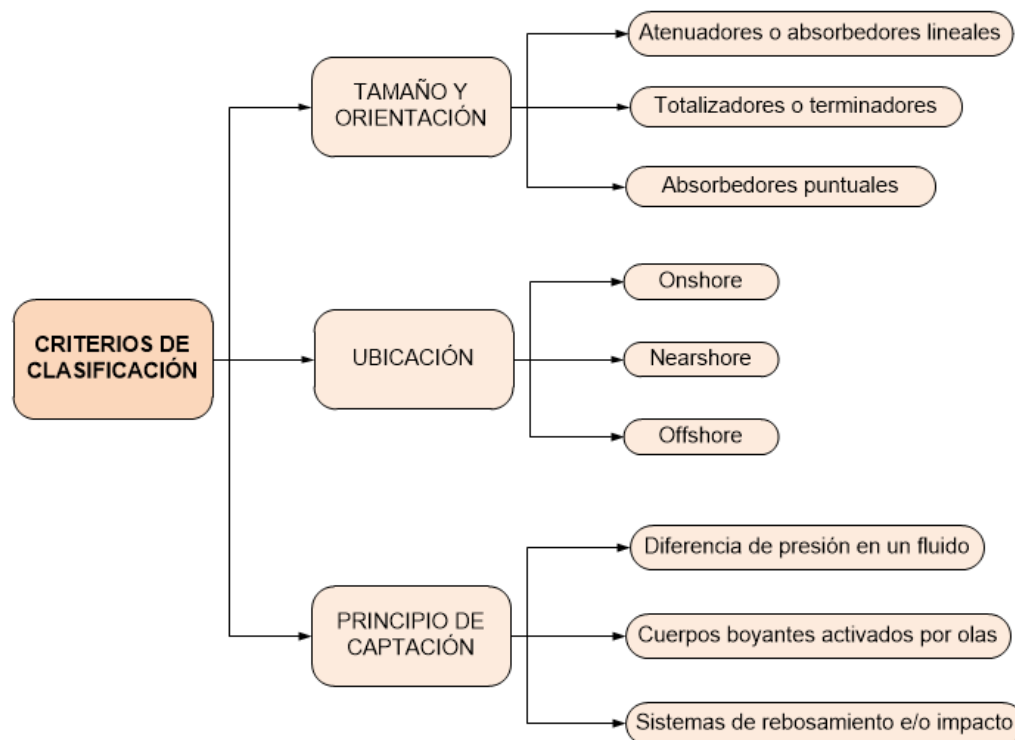 CRITERIOS DE
CLASIFICACIÓN
TAMAÑO Y
ORIENTACIÓN
Atenuadores o absorbedores lineales
Totalizadores o terminadores
Absorbedores puntuales
UBICACIÓN
Onshore
Nearshore
Offshore
PRINCIPIO DE
CAPTACIÓN
Diferencia de presión en un fluido
Cuerpos boyantes activados por olas
Sistemas de rebosamiento e/o impacto